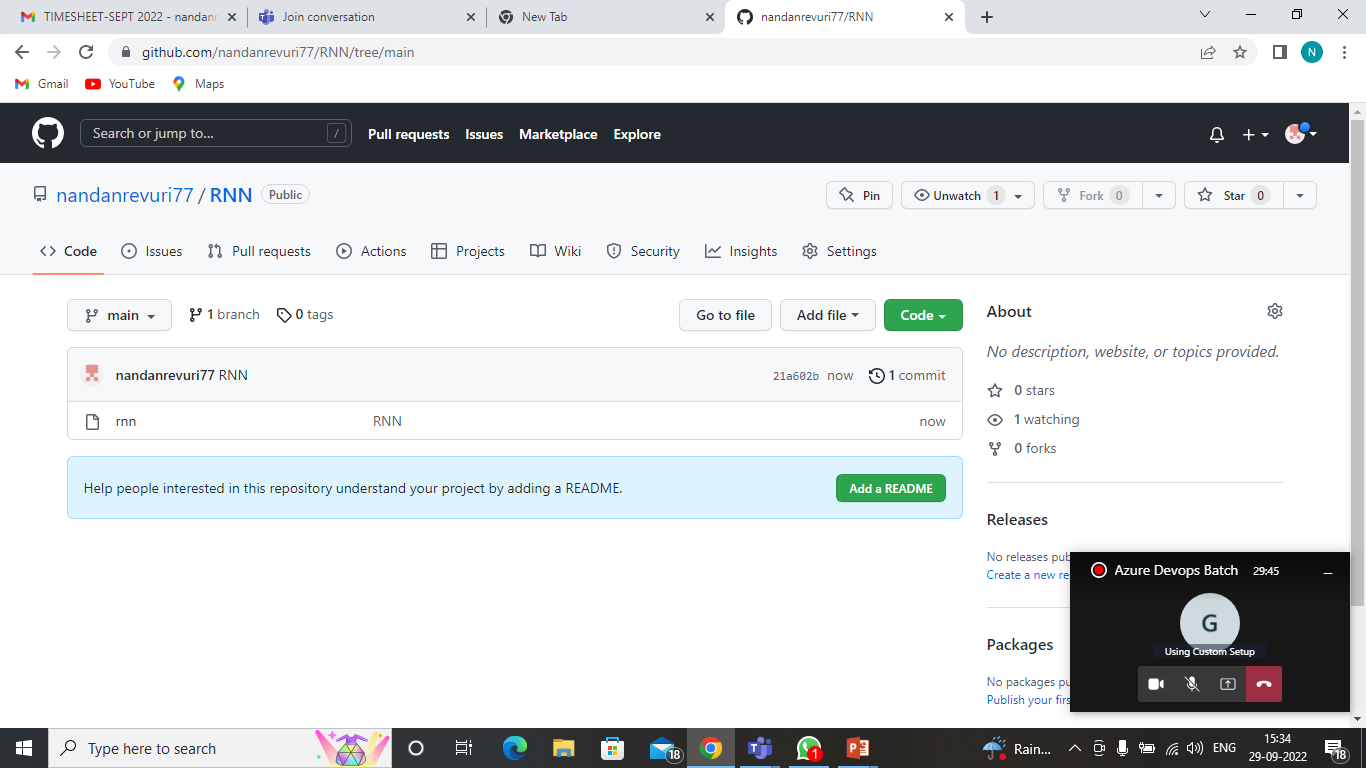 TIMESHEET-SEPT 2022 - nandanr
Join conversation
New Tab
nandanrevuri77/RNN
github.com/nandanrevuri77/RNN/tree/main
N
Gmail YouTube Maps
Search or jump to... /
Pull requests Issues Marketplace Explore
nandanrevuri77 / RNN Public
Pin Unwatch 1 Fork 0 Star 0
Code Issues Pull requests Actions Projects Wiki Security Insights Settings
main 1 branch 0 tags Go to file Add file Code
nandanrevuri77 RNN 21a602b now 1 commit
rnn RNN now
Help people interested in this repository understand your project by adding a README. Add a README
About
No description, website, or topics provided.
0 stars
1 watching
0 forks
Releases
No releases pub
Create a new re
Packages
No packages pu
Publish your firs
Azure Devops Batch 29:45
G
Using Custom Setup
Type here to search
18
1
Rain...
ENG
15:34
29-09-2022
18